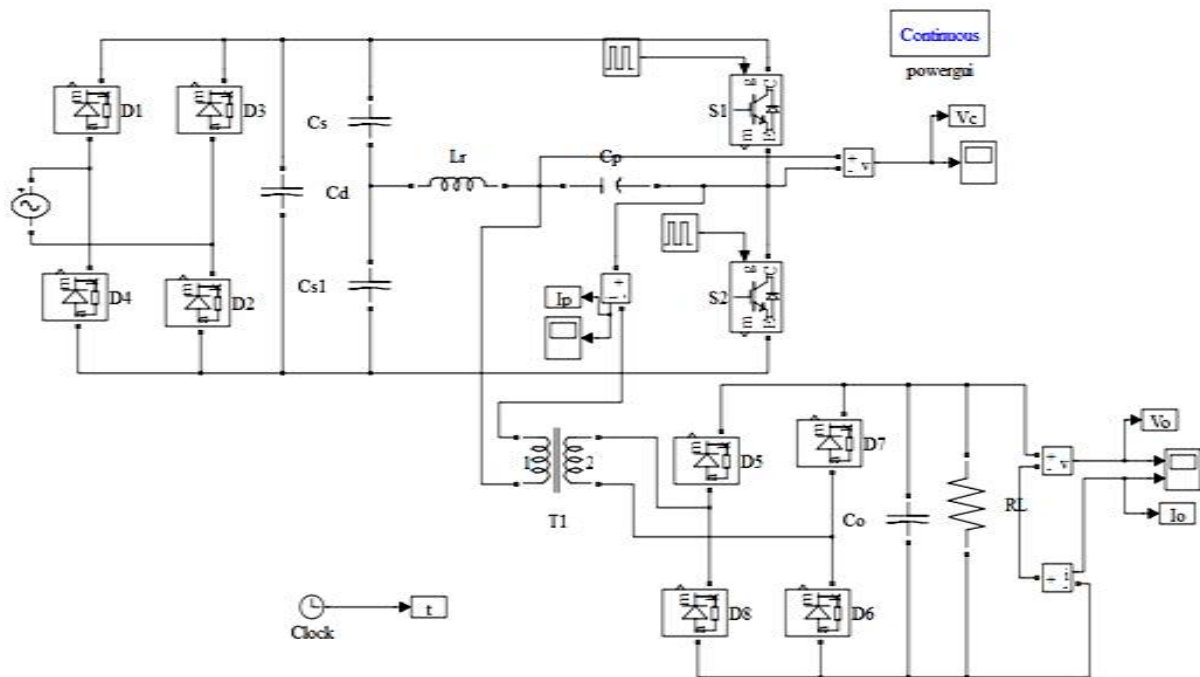 Continuous
powergui
D1
D3
Cs
S1
Vc
Lr
Cp
+
-
v
Cd
D4
D2
Cs1
S2
Ip
+
-
D5
D7
Vo
1
2
+
-
v
T1
Co
RL
Io
+
i
-
D8
D6
t
Clock